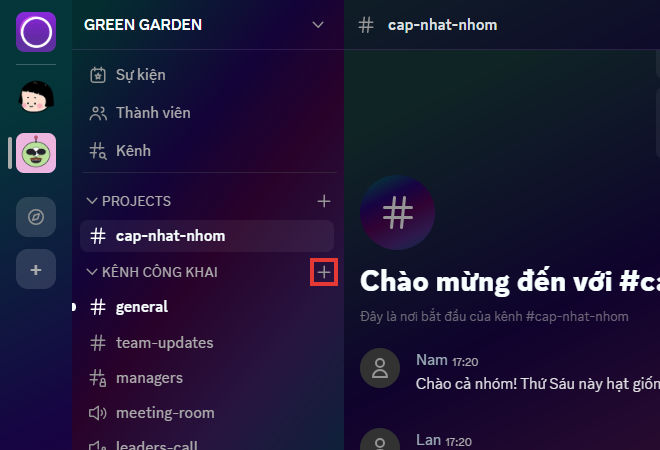 GREEN GARDEN
Sự kiện
Thành viên
Kênh
PROJECTS
cap-nhat-nhom
KÊNH CÔNG KHAI
general
team-updates
managers
meeting-room
leaders-call
cap-nhat-nhom
Chào mừng đến với #ca
Đây là nơi bắt đầu của kênh #cap-nhat-nhom
Nam 17:20
Chào cả nhóm! Thứ Sáu này hạt giốn
Lan 17:20